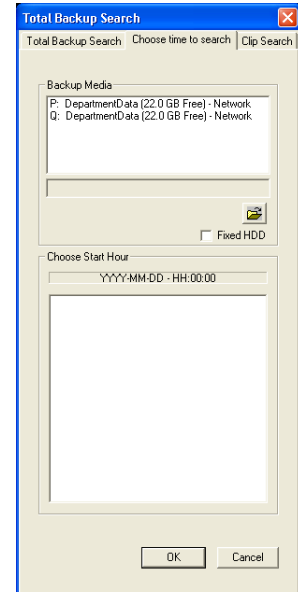 Total Backup Search
Total Backup Search Choose time to search Clip Search
Backup Media
P: DepartmentData (22.0 GB Free) - Network
Q: DepartmentData (22.0 GB Free) - Network
Fixed HDD
Choose Start Hour
YYYY-MM-DD - HH:00:00
OK Cancel